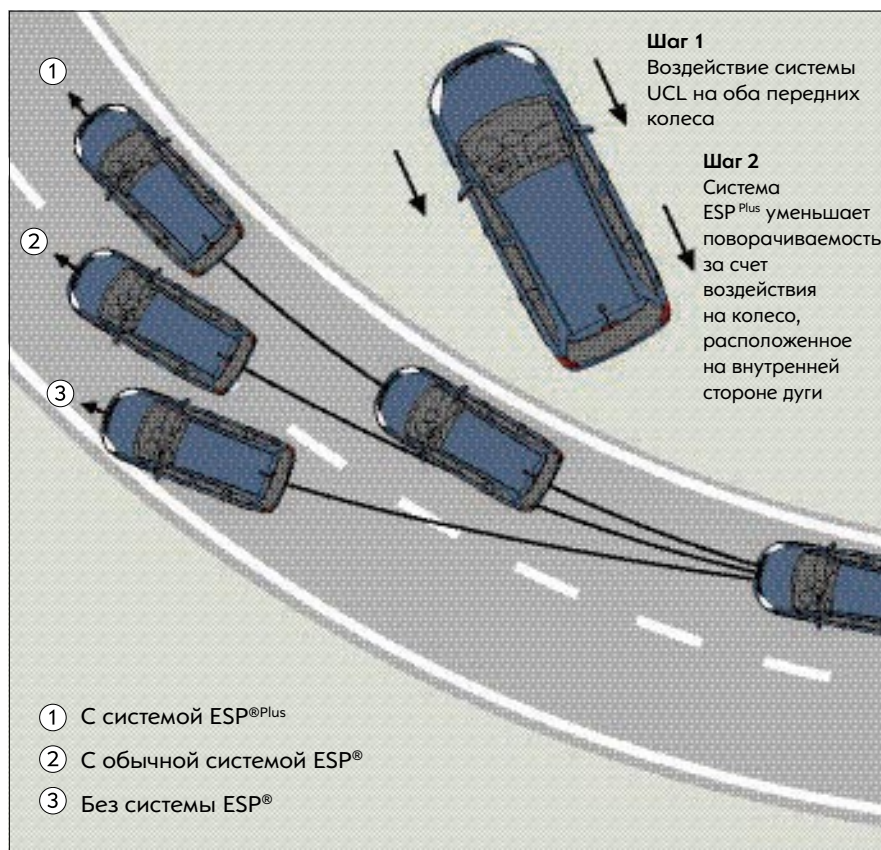 1
Шаг 1
Воздействие системы
UCL на оба передних
колеса
2
Шаг 2
Система
ESP Plus уменьшает
поворачиваемость
за счет
воздействия
на колесо,
расположенное
на внутренней
стороне дуги
3
1 С системой ESP®Plus
2 С обычной системой ESP®
3 Без системы ESP®